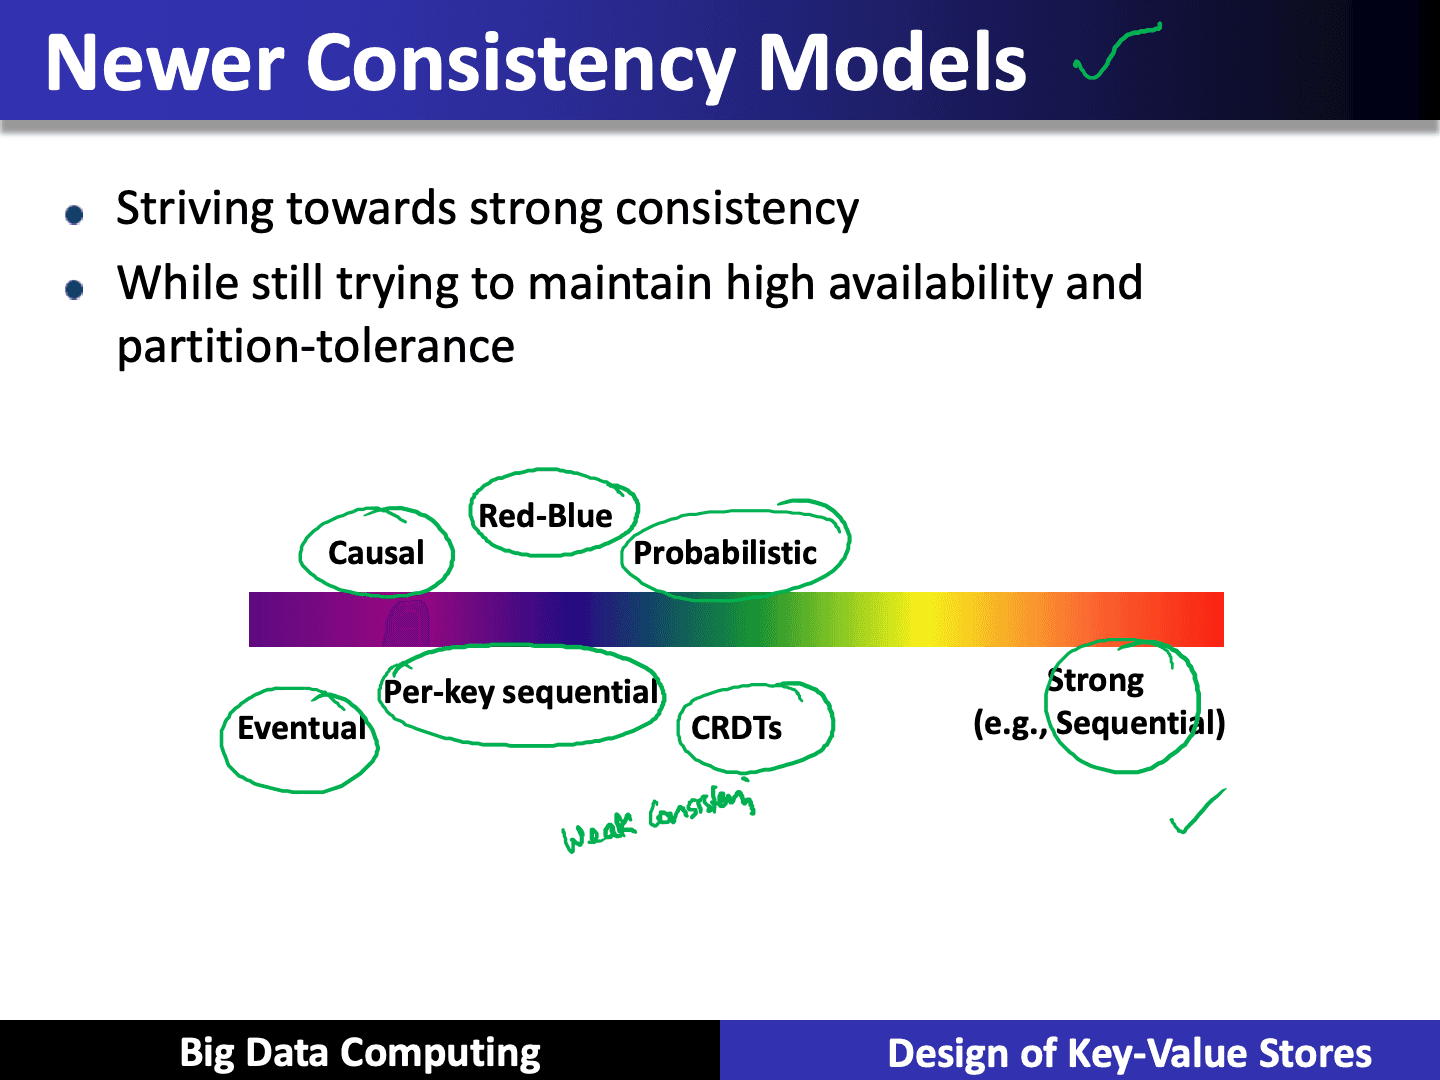 Newer Consistency Models
Striving towards strong consistency
While still trying to maintain high availability and
partition-tolerance
Red-Blue
Causal
Probabilistic
Per-key sequential
Eventual
CRDTs
Strong
(e.g., Sequential)
Weak Consistency
Big Data Computing
Design of Key-Value Stores